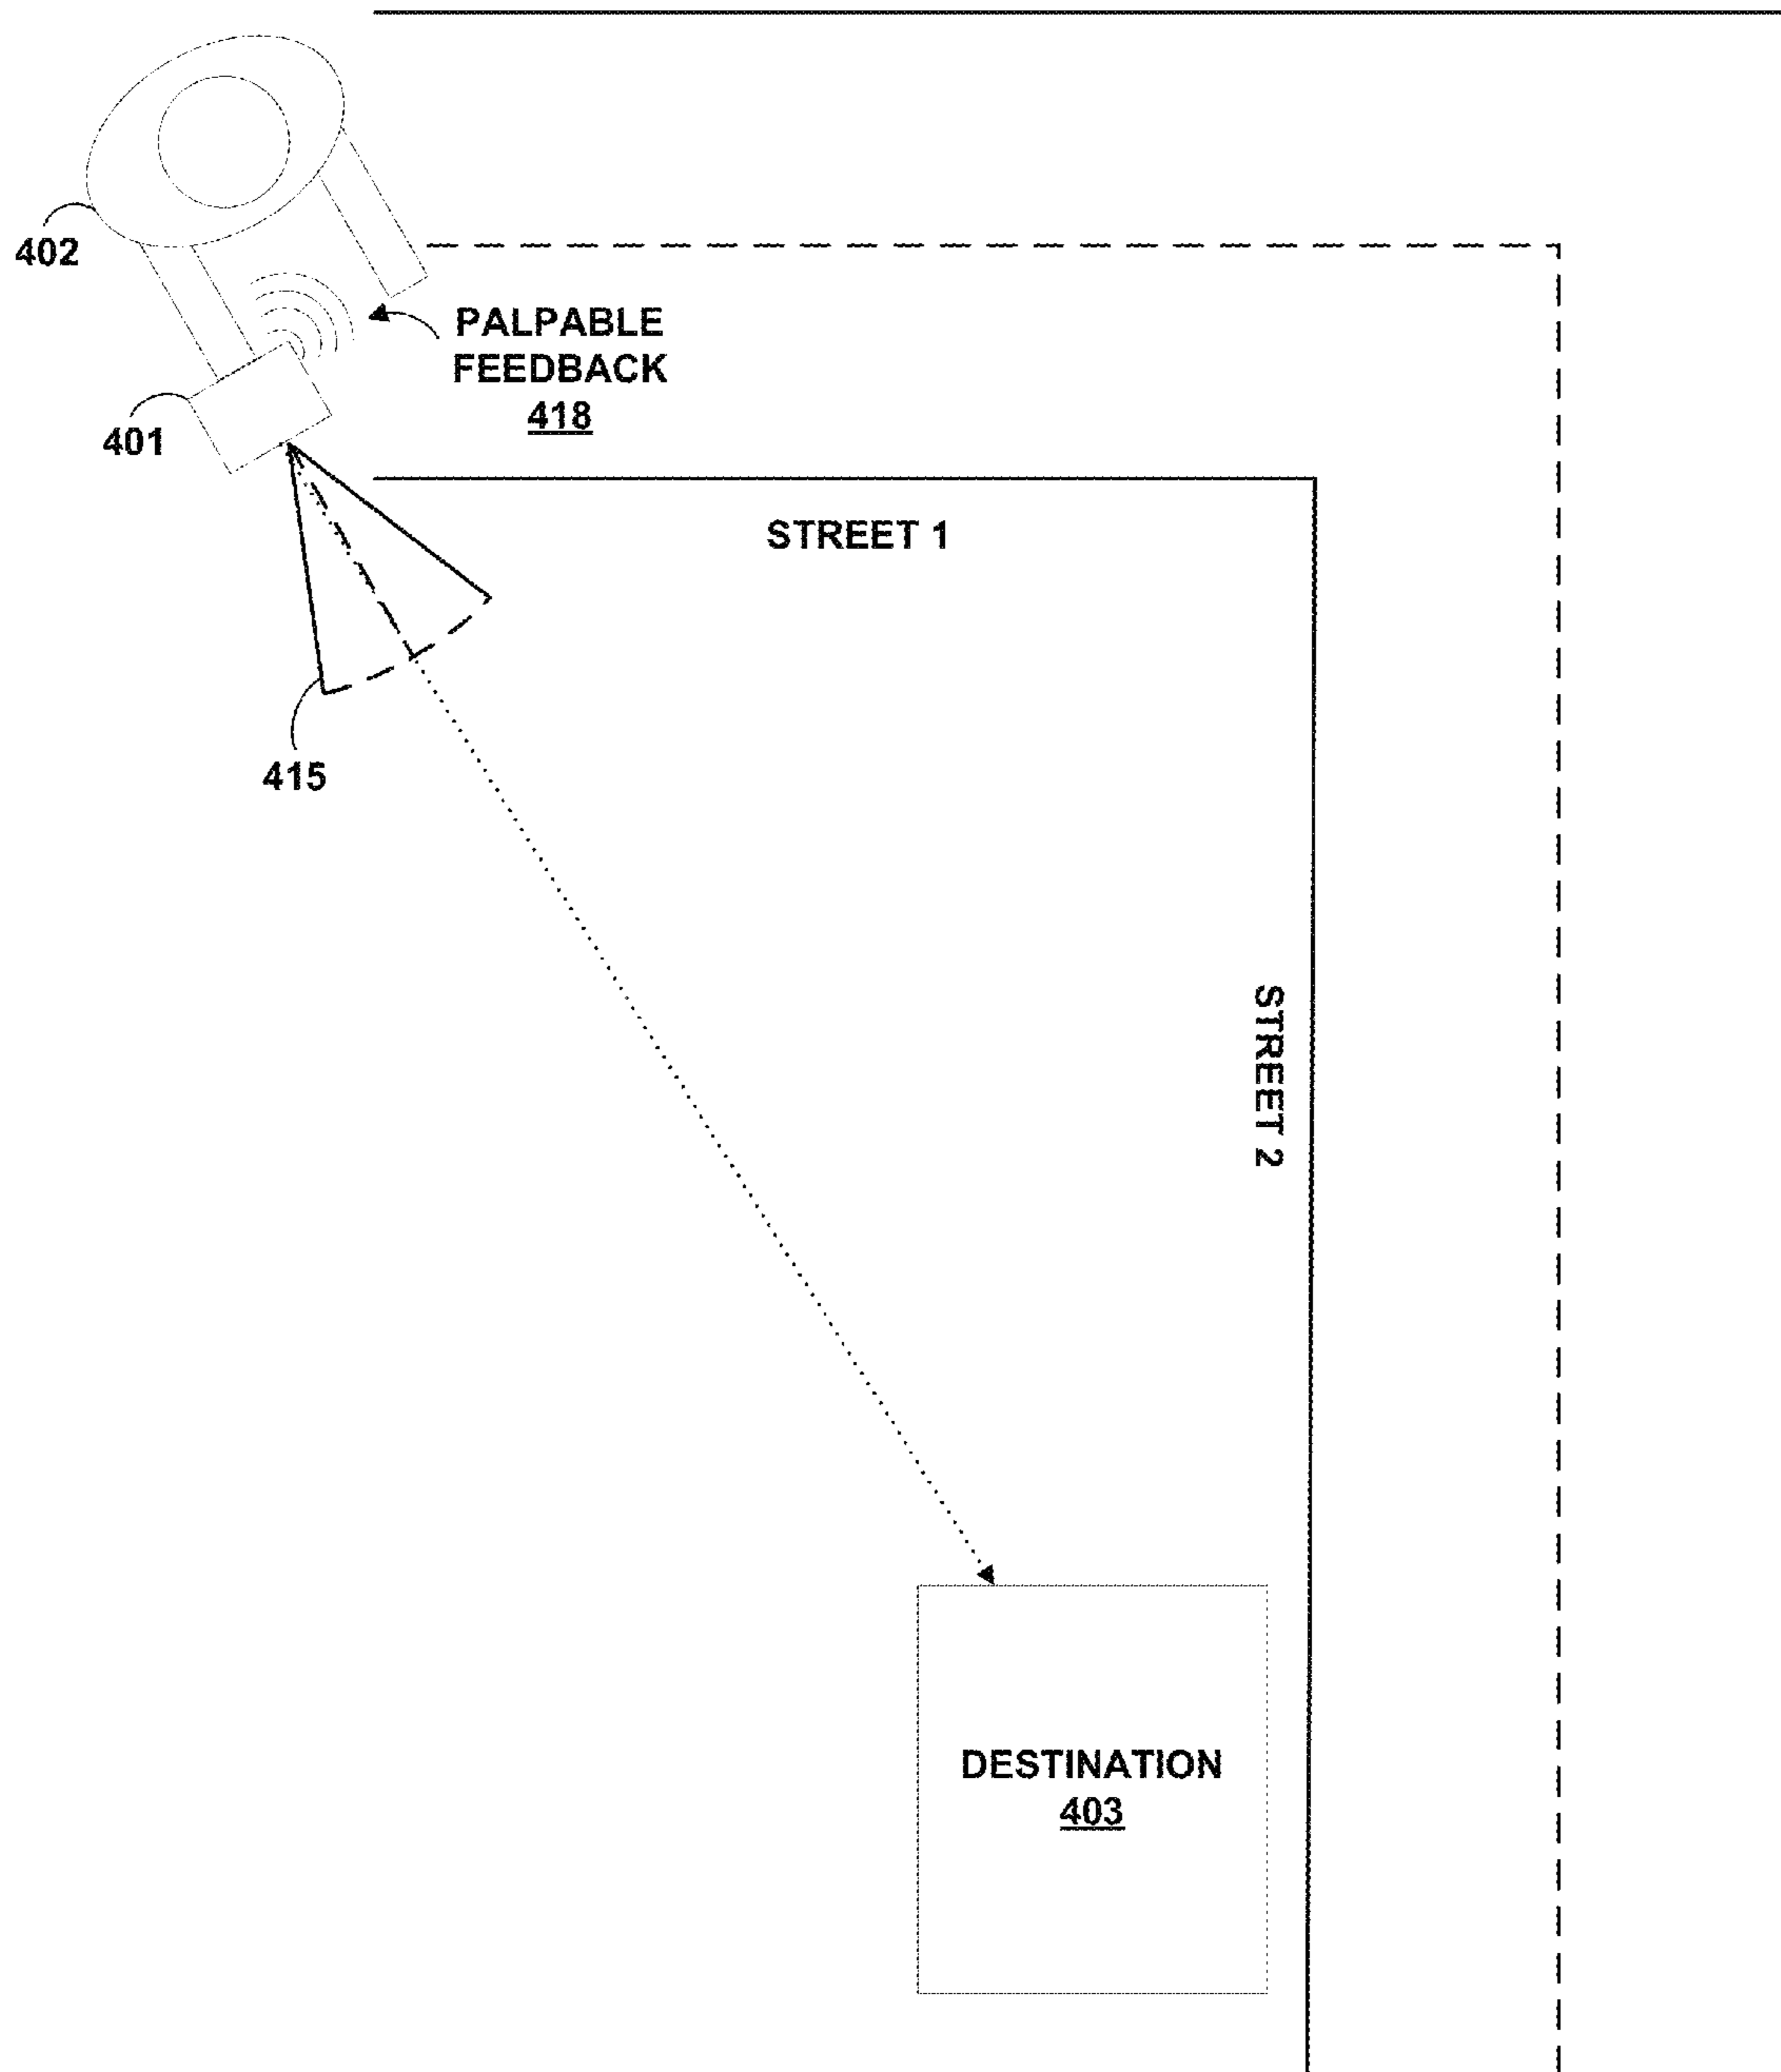 402
PALPABLE
FEEDBACK
418
401
STREET 1
415
STREET 2
DESTINATION
403